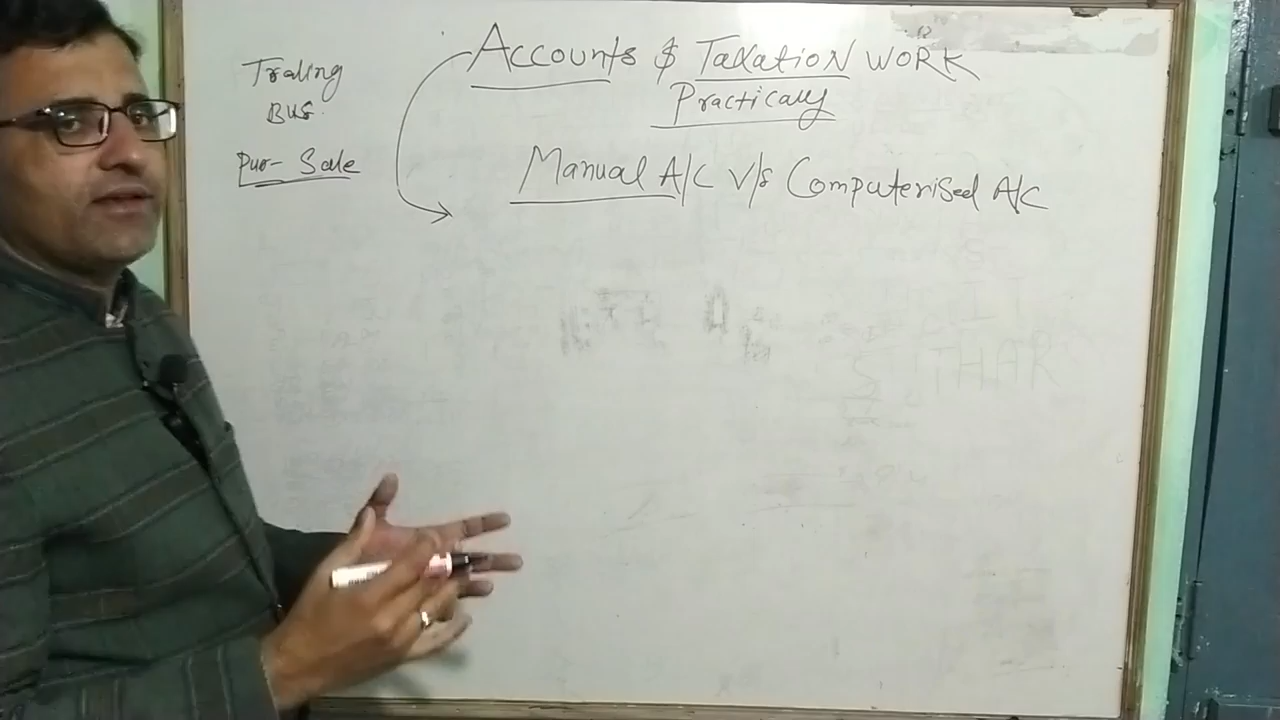 Accounts & Taxation WORK
Practically
Manual A/C V/s Computerised A/C
Trading
BUS.
Pur- Sale